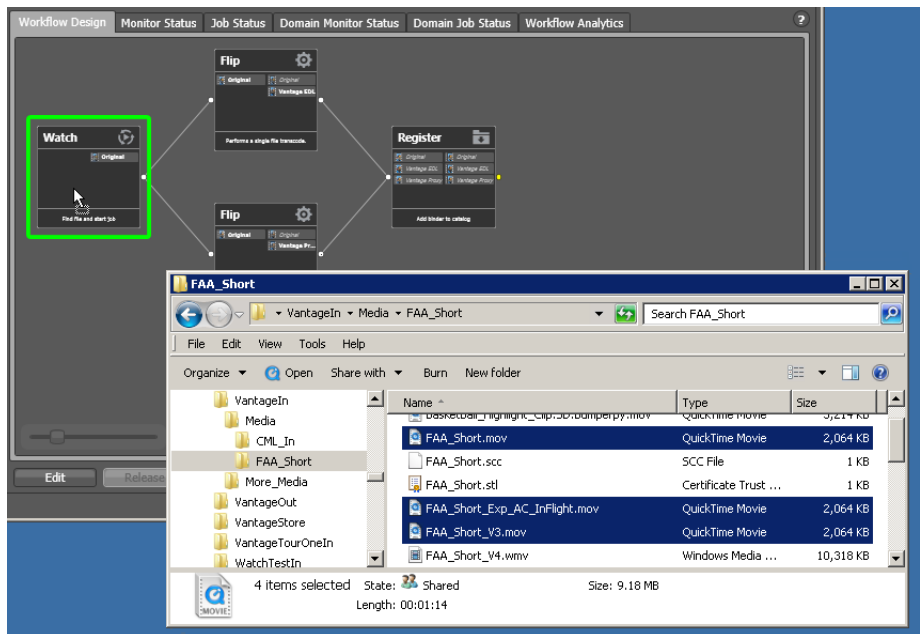 Workflow Design Monitor Status Job Status Domain Monitor Status Domain Job Status Workflow Analytics ?
Flip
Original Original
Vantage EDL
Performs a single file transcode.
Watch
Original
Find file and start job
Register
Original Original
Vantage EDL Vantage EDL
Vantage Proxy Vantage Proxy
Add binder to catalog
Flip
Original Original
Vantage Pr...
Edit Release
FAA_Short
VantageIn Media FAA_Short Search FAA_Short
File Edit View Tools Help
Organize Open Share with Burn New folder
VantageIn
Media
CML_In
FAA_Short
More_Media
VantageOut
VantageStore
VantageTourOneIn
WatchTestIn
Name Type Size
QuickTime Movie
FAA_Short.mov QuickTime Movie 2,064 KB
FAA_Short.scc SCC File 1 KB
FAA_Short.stl Certificate Trust ... 1 KB
FAA_Short_Exp_AC_InFlight.mov QuickTime Movie 2,064 KB
FAA_Short_V3.mov QuickTime Movie 2,064 KB
FAA_Short_V4.wmv Windows Media ... 10,318 KB
MOVIE
4 items selected State: Shared Size: 9.18 MB
Length: 00:01:14